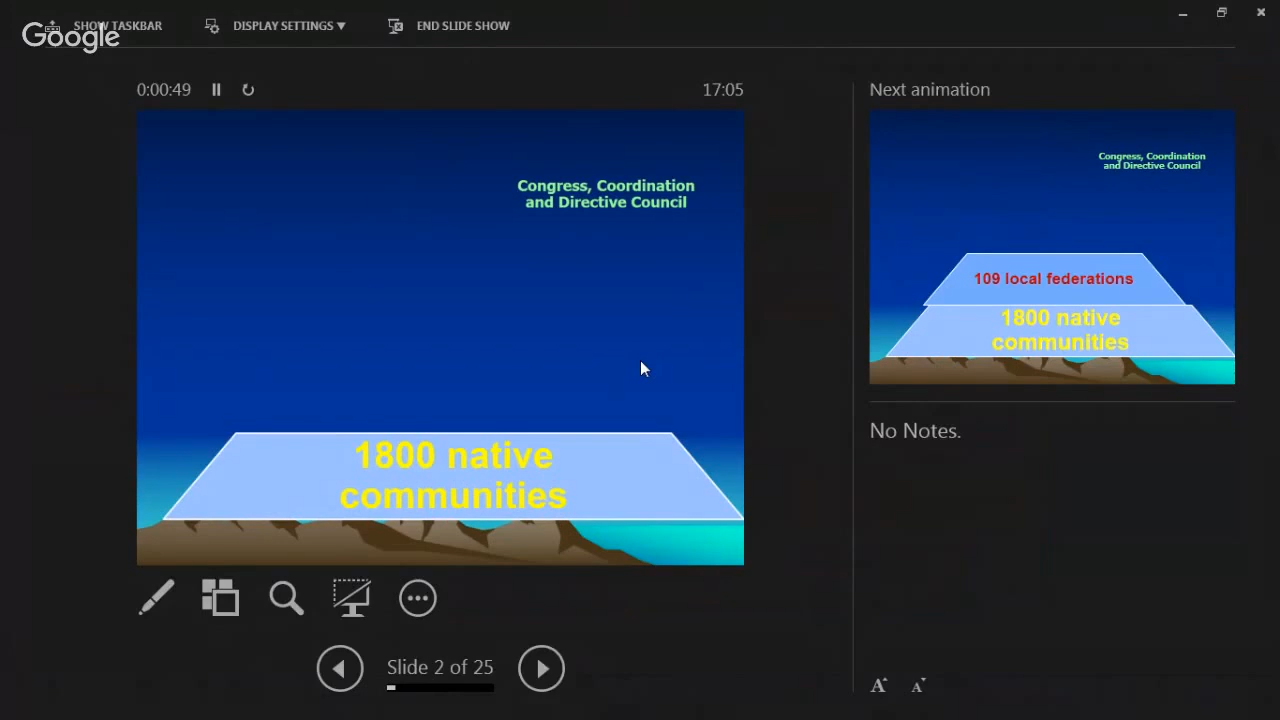 SHOW TASKBAR
DISPLAY SETTINGS
END SLIDE SHOW
Google
0:00:49
17:05
Next animation
Congress, Coordination
and Directive Council
1800 native
communities
Congress, Coordination
and Directive Council
109 local federations
1800 native
communities
No Notes.
Slide 2 of 25
A A